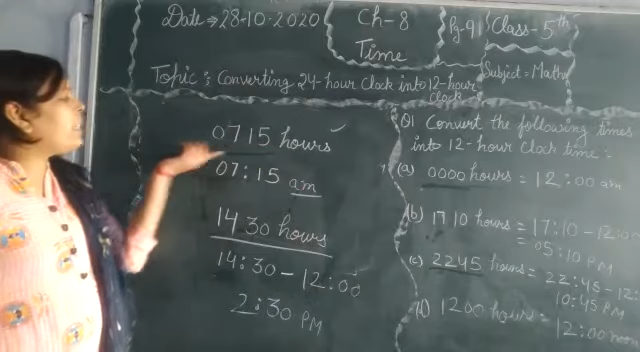 Date → 28-10-2020
Ch-8
Time
Pg-91
Class-5th
Subject = Maths
Topic : Converting 24-hour Clock into 12-hour
Clock
0715 hours
07:15 am
1430 hours
14:30 - 12:00
2:30 PM
Q1 Convert the following times
into 12-hour Clock time :-
(a) 0000 hours = 12:00 am
(b) 1710 hours = 17:10 - 12:00
= 05:10 PM
(c) 2245 hours = 22:45 - 12:
10:45 PM
(d) 1200 hours =
12:00 noon